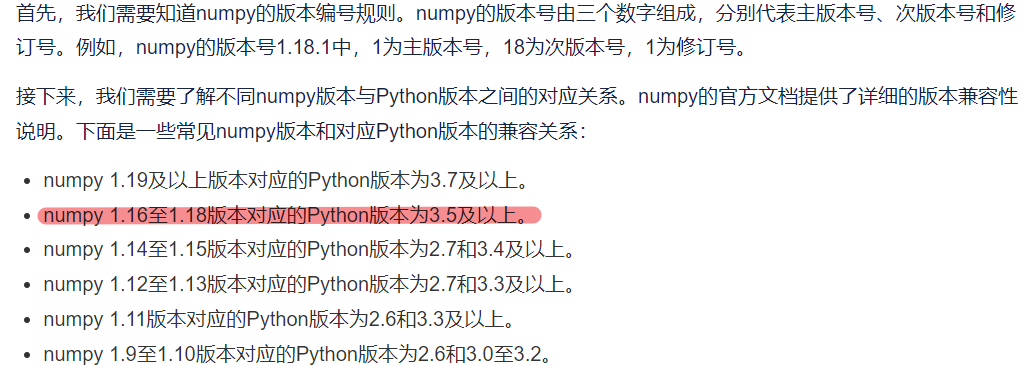 首先，我们需要知道numpy的版本编号规则。numpy的版本号由三个数字组成，分别代表主版本号、次版本号和修
订号。例如，numpy的版本号1.18.1中，1为主版本号，18为次版本号，1为修订号。
接下来，我们需要了解不同numpy版本与Python版本之间的对应关系。numpy的官方文档提供了详细的版本兼容性
说明。下面是一些常见numpy版本和对应Python版本的兼容关系：
• numpy 1.19及以上版本对应的Python版本为3.7及以上。
• numpy 1.16至1.18版本对应的Python版本为3.5及以上。
• numpy 1.14至1.15版本对应的Python版本为2.7和3.4及以上。
• numpy 1.12至1.13版本对应的Python版本为2.7和3.3及以上。
• numpy 1.11版本对应的Python版本为2.6和3.3及以上。
• numpy 1.9至1.10版本对应的Python版本为2.6和3.0至3.2。